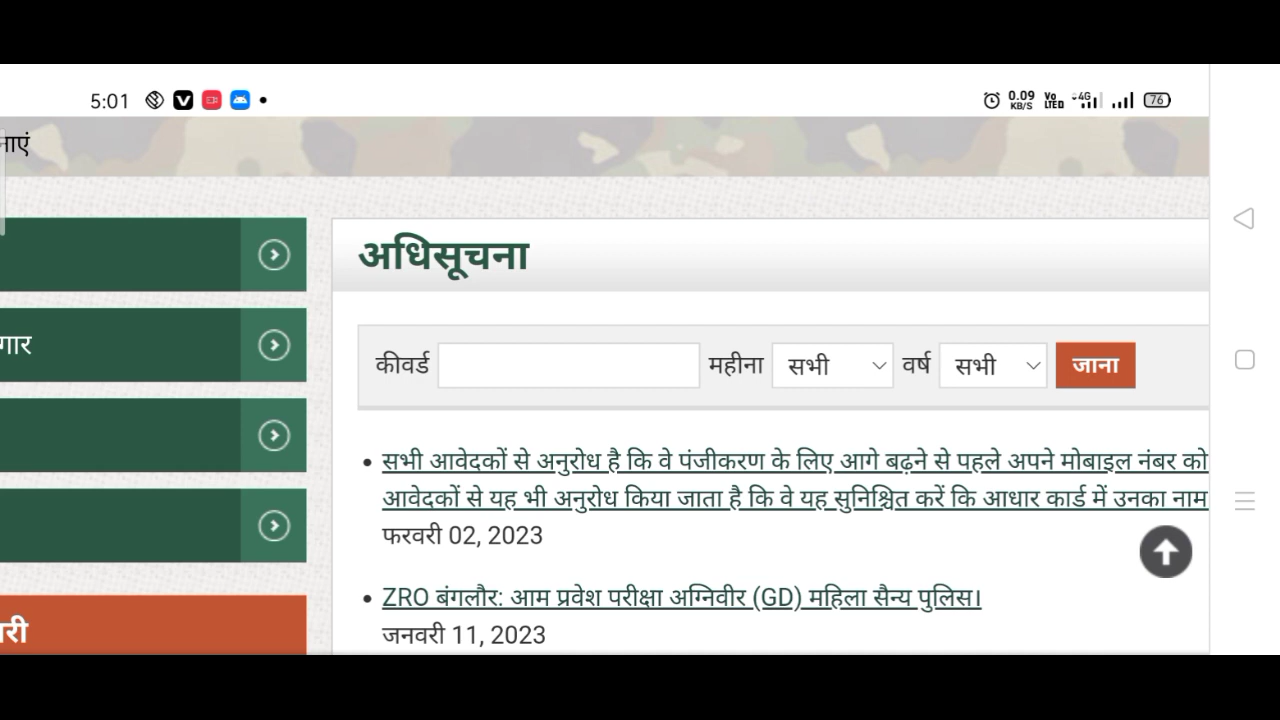 5:01 0.09 KB/S Vo LTED 4G 76
नाएं
अधिसूचना
गार
कीवर्ड महीना सभी वर्ष सभी जाना
सभी आवेदकों से अनुरोध है कि वे पंजीकरण के लिए आगे बढ़ने से पहले अपने मोबाइल नंबर को
आवेदकों से यह भी अनुरोध किया जाता है कि वे यह सुनिश्चित करें कि आधार कार्ड में उनका नाम
फरवरी 02, 2023
ZRO बंगलौर: आम प्रवेश परीक्षा अग्निवीर (GD) महिला सैन्य पुलिस।
री
जनवरी 11, 2023